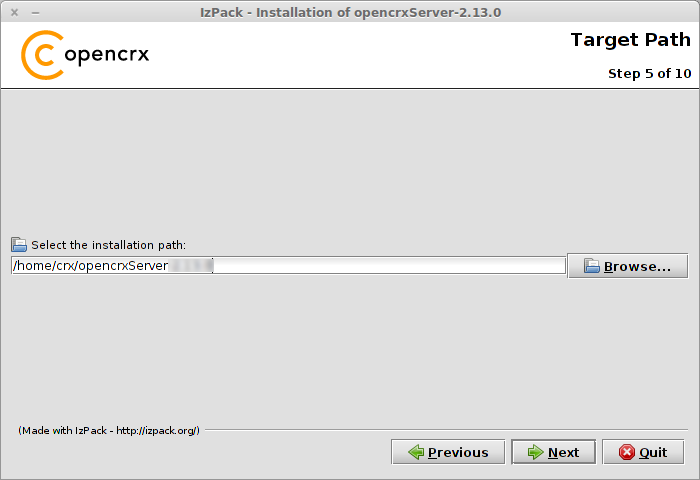 IzPack - Installation of opencrxServer-2.13.0
opencrx
Target Path
Step 5 of 10
Select the installation path:
/home/crx/opencrxServer
Browse...
(Made with IzPack - http://izpack.org/)
Previous
Next
Quit